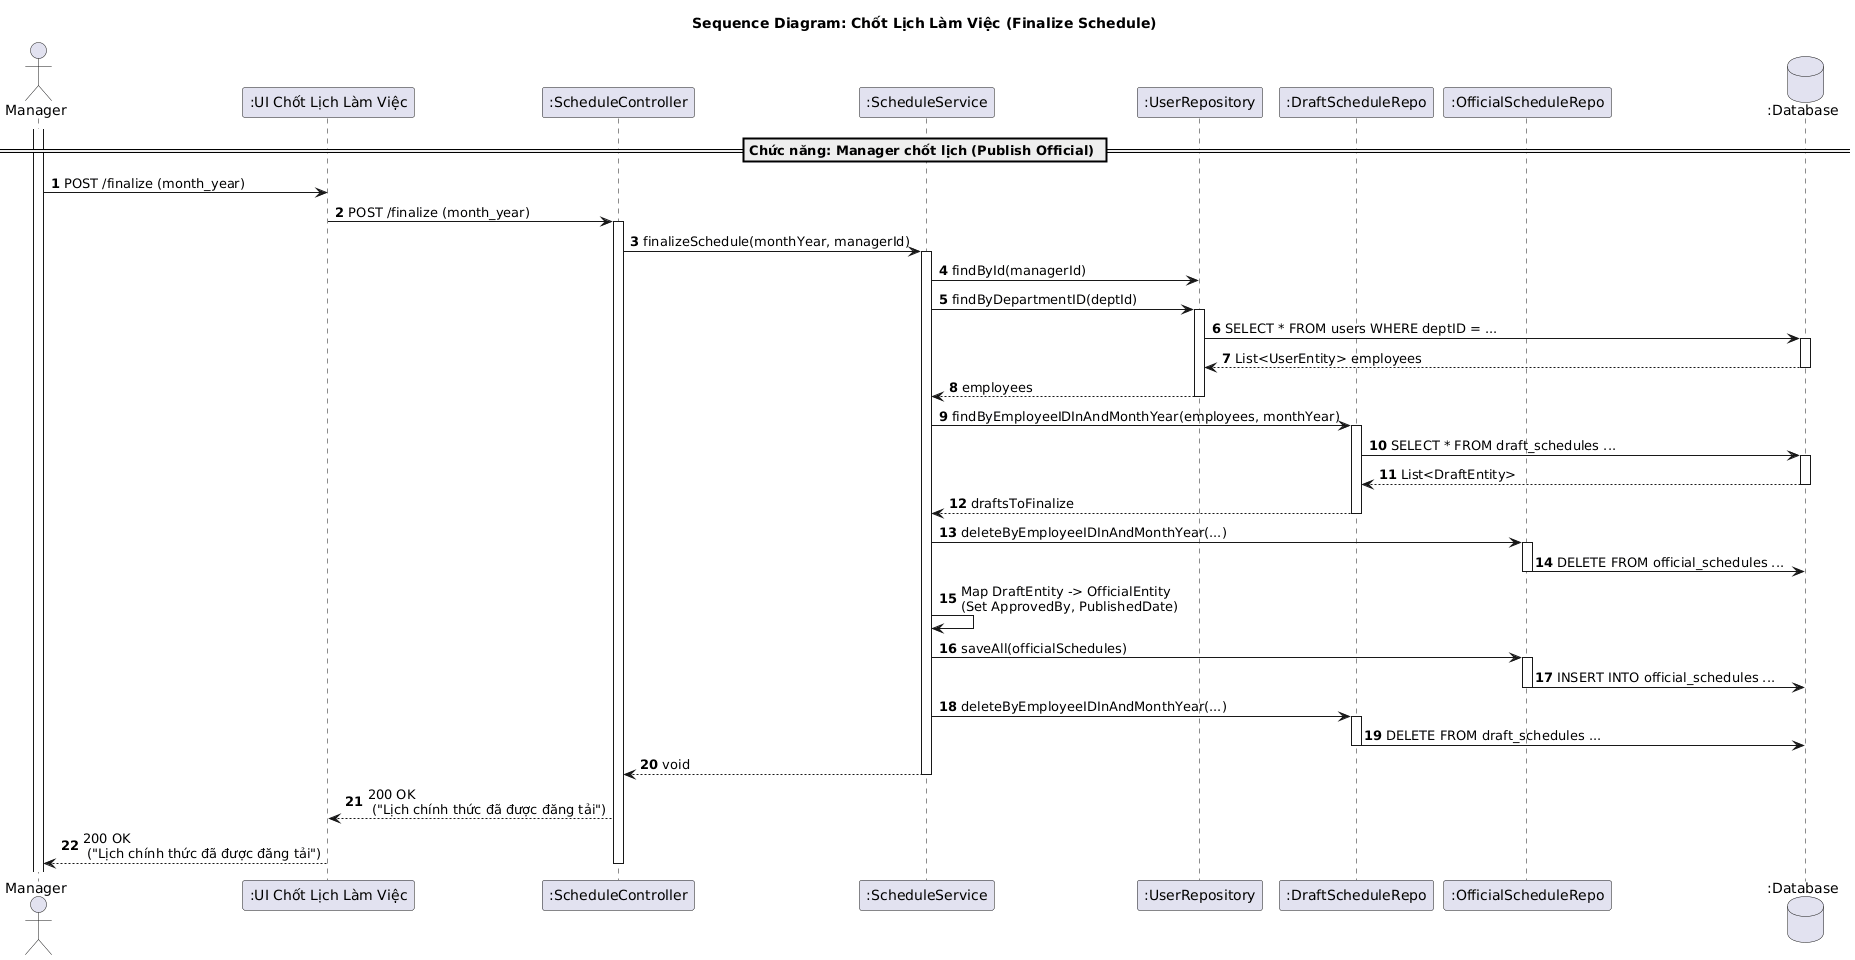 Sequence Diagram: Chốt Lịch Làm Việc (Finalize Schedule)
Manager
:UI Chốt Lịch Làm Việc
:ScheduleController
:ScheduleService
:UserRepository
:DraftScheduleRepo
:OfficialScheduleRepo
:Database
Chức năng: Manager chốt lịch (Publish Official)
1 POST /finalize (month_year)
2 POST /finalize (month_year)
3 finalizeSchedule(monthYear, managerId)
4 findById(managerId)
5 findByDepartmentID(deptId)
6 SELECT * FROM users WHERE deptID = ...
7 List<UserEntity> employees
8 employees
9 findByEmployeeIDInAndMonthYear(employees, monthYear)
10 SELECT * FROM draft_schedules ...
11 List<DraftEntity>
12 draftsToFinalize
13 deleteByEmployeeIDInAndMonthYear(...)
14 DELETE FROM official_schedules ...
15 Map DraftEntity -> OfficialEntity
(Set ApprovedBy, PublishedDate)
16 saveAll(officialSchedules)
17 INSERT INTO official_schedules ...
18 deleteByEmployeeIDInAndMonthYear(...)
19 DELETE FROM draft_schedules ...
20 void
21 200 OK
("Lịch chính thức đã được đăng tải")
22 200 OK
("Lịch chính thức đã được đăng tải")
Manager
:UI Chốt Lịch Làm Việc
:ScheduleController
:ScheduleService
:UserRepository
:DraftScheduleRepo
:OfficialScheduleRepo
:Database